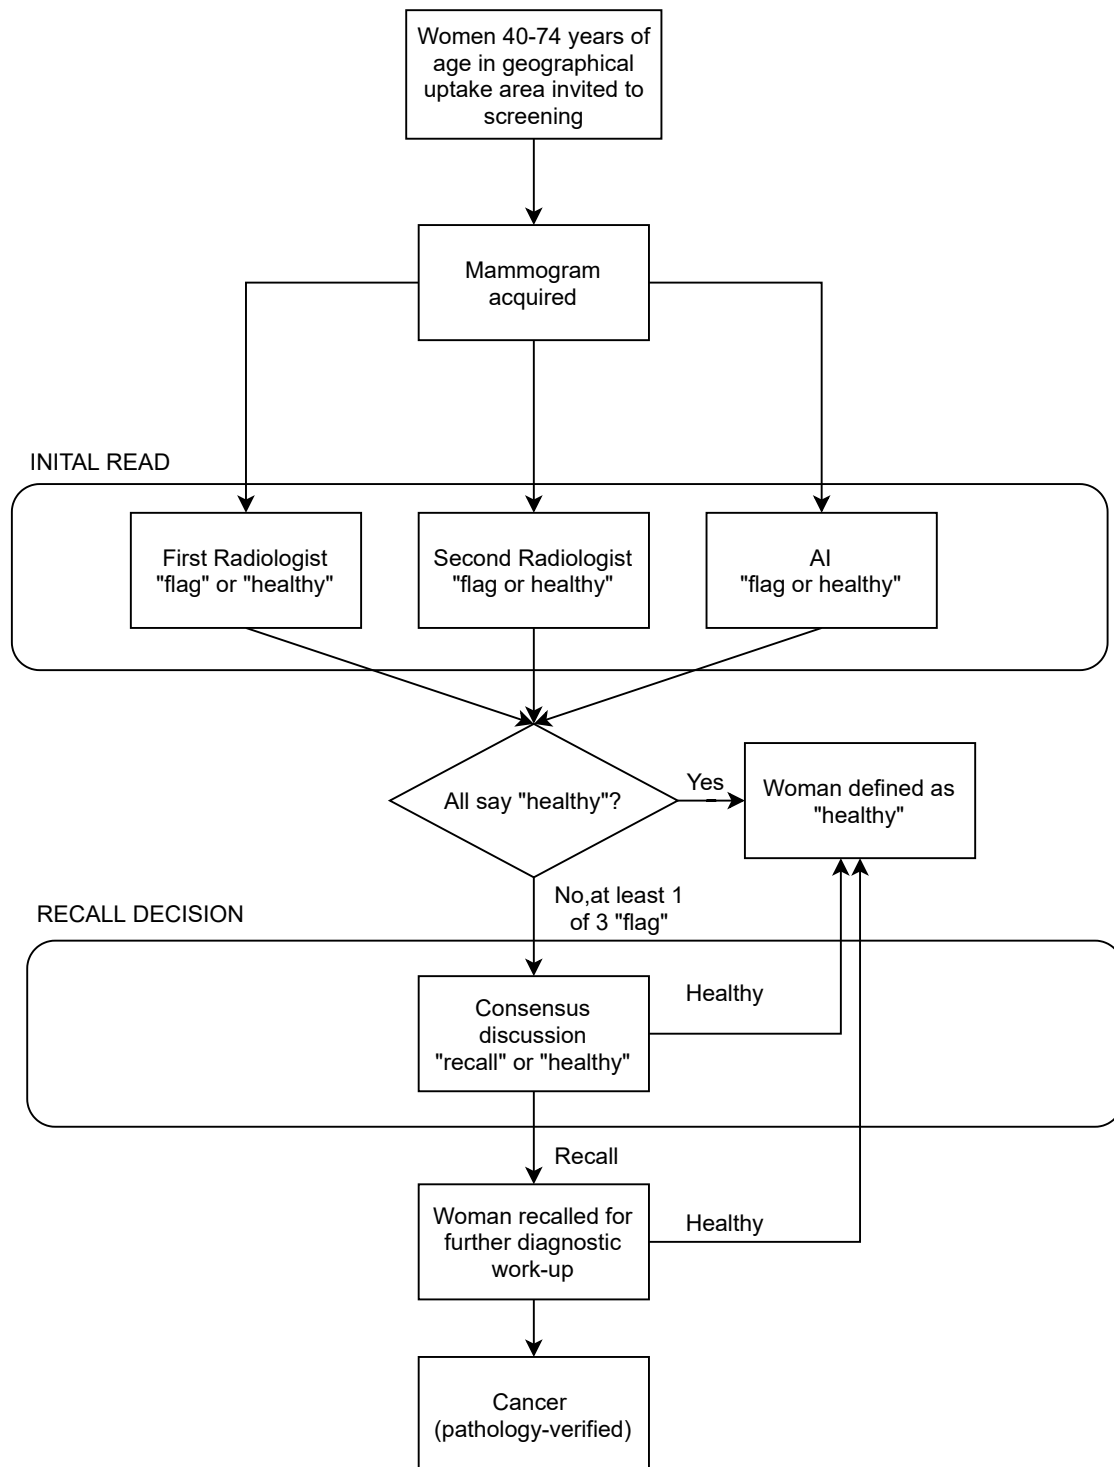 Women 40-74 years of
age in geographical
uptake area invited to
screening
Mammogram
acquired
INITAL READ
First Radiologist
"flag" or "healthy"
Second Radiologist
"flag or healthy"
AI
"flag or healthy"
All say "healthy"?
Yes
Woman defined as
"healthy"
No,at least 1
of 3 "flag"
RECALL DECISION
Consensus
discussion
"recall" or "healthy"
Healthy
Recall
Woman recalled for
further diagnostic
work-up
Healthy
Cancer
(pathology-verified)